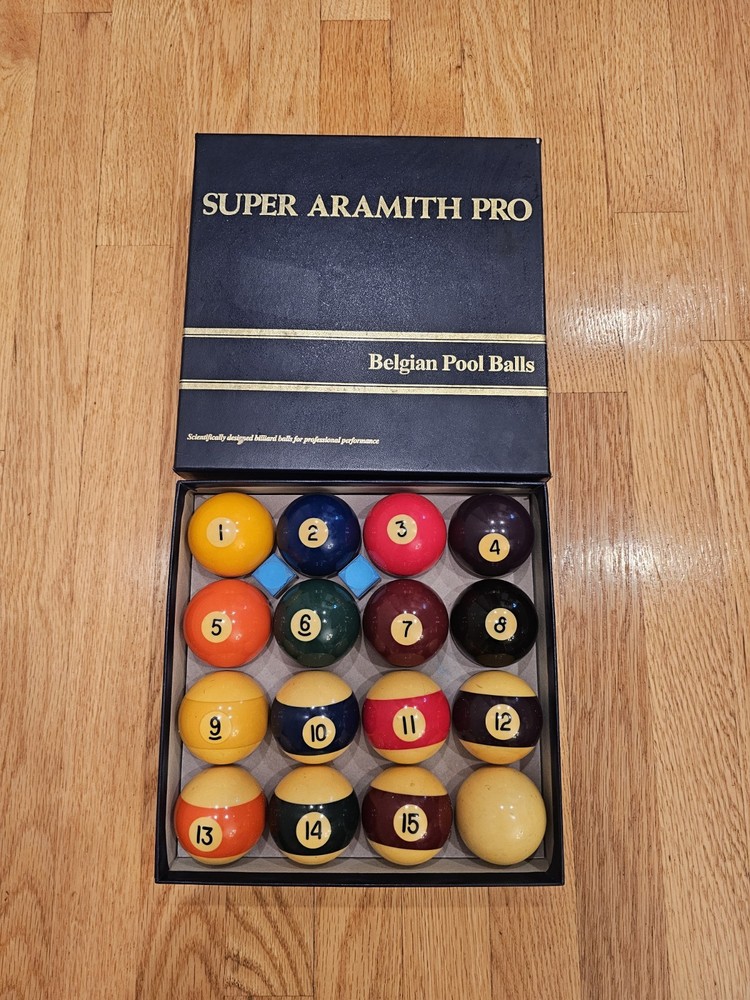 SUPER ARAMITH PRO
Belgian Pool Balls
Scientifically designed billiard balls for professional performance
1 2 3 4
5 6 7 8
9 10 11 12
13 14 15